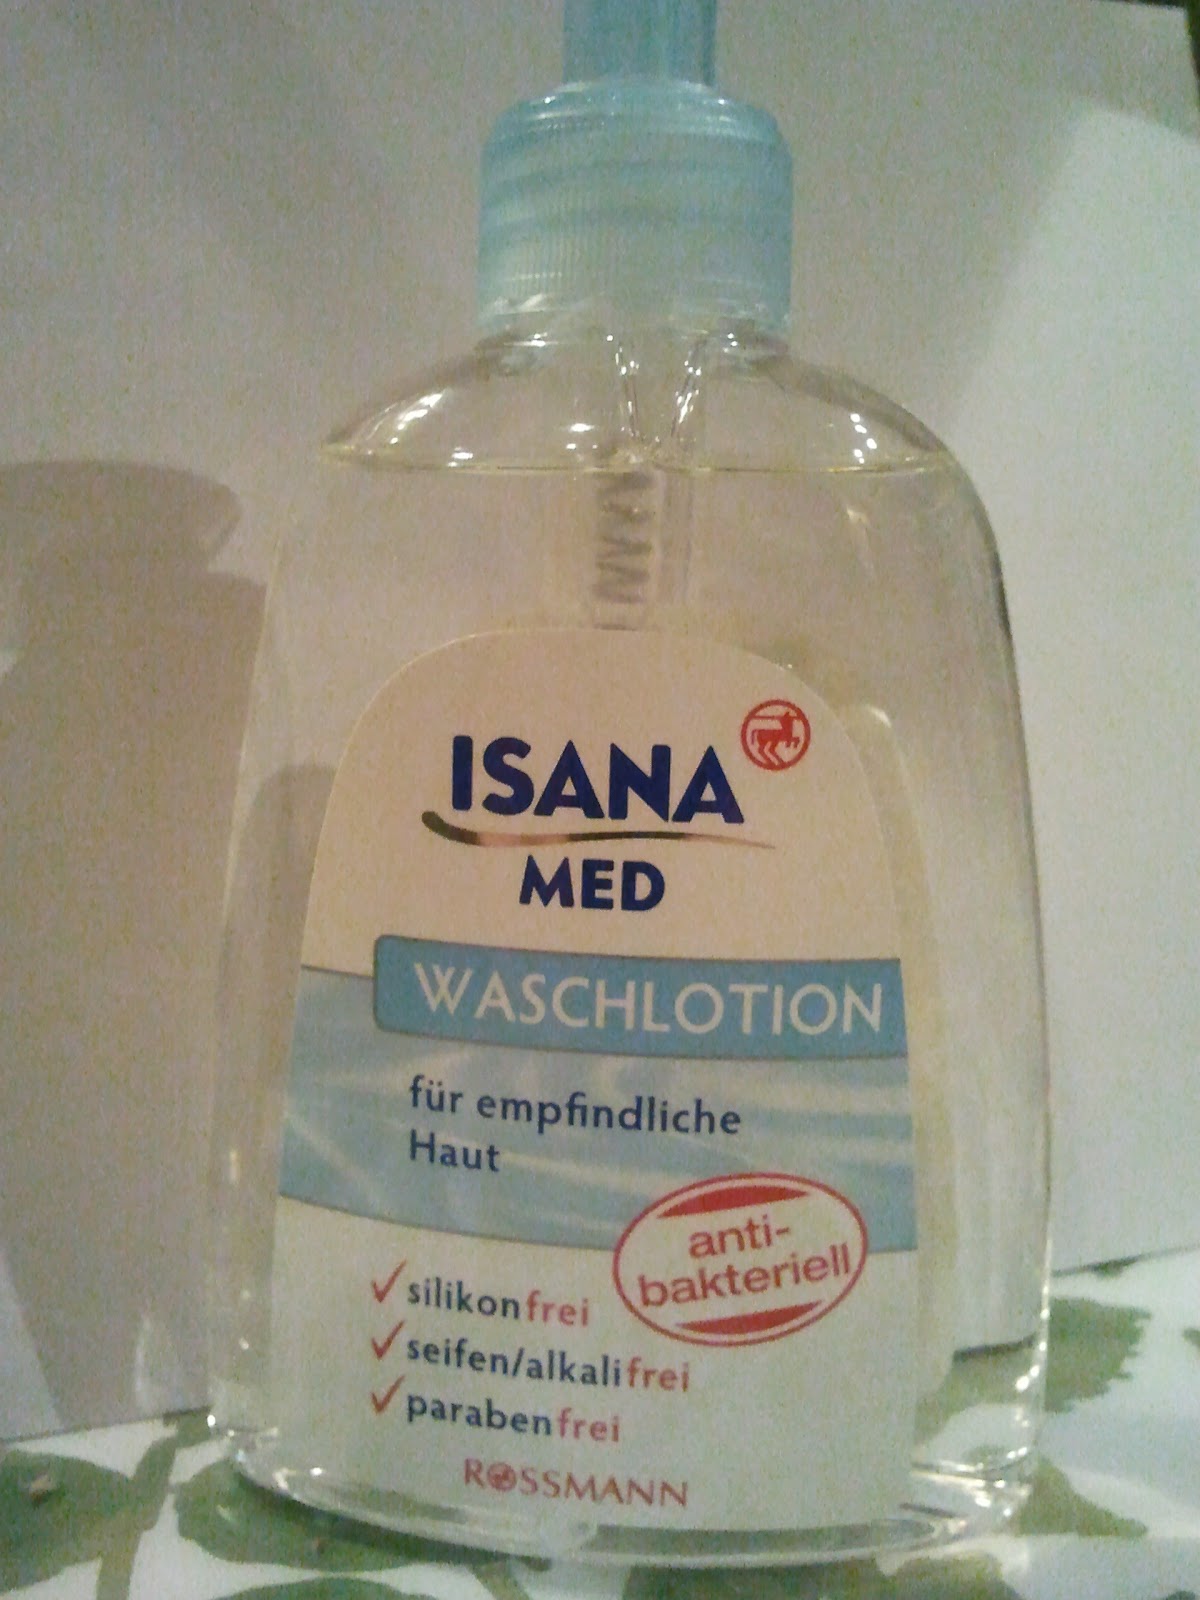 ISANA
MED
WASCHLOTION
für empfindliche
Haut
anti-
bakteriell
silikonfrei
seifen/alkalifrei
parabenfrei
ROSSMANN